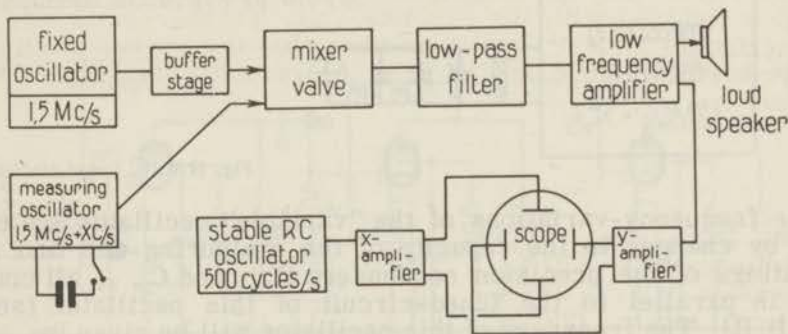 fixed
oscillator
1,5 Mc/s
buffer
stage
mixer
valve
low-pass
filter
low
frequency
amplifier
loud
speaker
measuring
oscillator
1,5 Mc/s+XC/s
stable RC
oscillator
500 cycles/s
x-
ampli-
fier
scope
y-
ampli-
fier